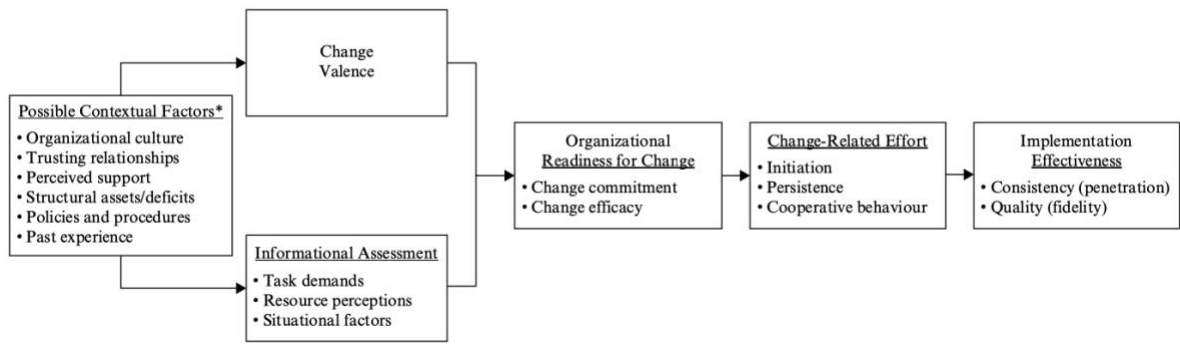 Possible Contextual Factors*
• Organizational culture
• Trusting relationships
• Perceived support
• Structural assets/deficits
• Policies and procedures
• Past experience
Change
Valence
Informational Assessment
• Task demands
• Resource perceptions
• Situational factors
Organizational
Readiness for Change
• Change commitment
• Change efficacy
Change-Related Effort
• Initiation
• Persistence
• Cooperative behaviour
Implementation
Effectiveness
• Consistency (penetration)
• Quality (fidelity)